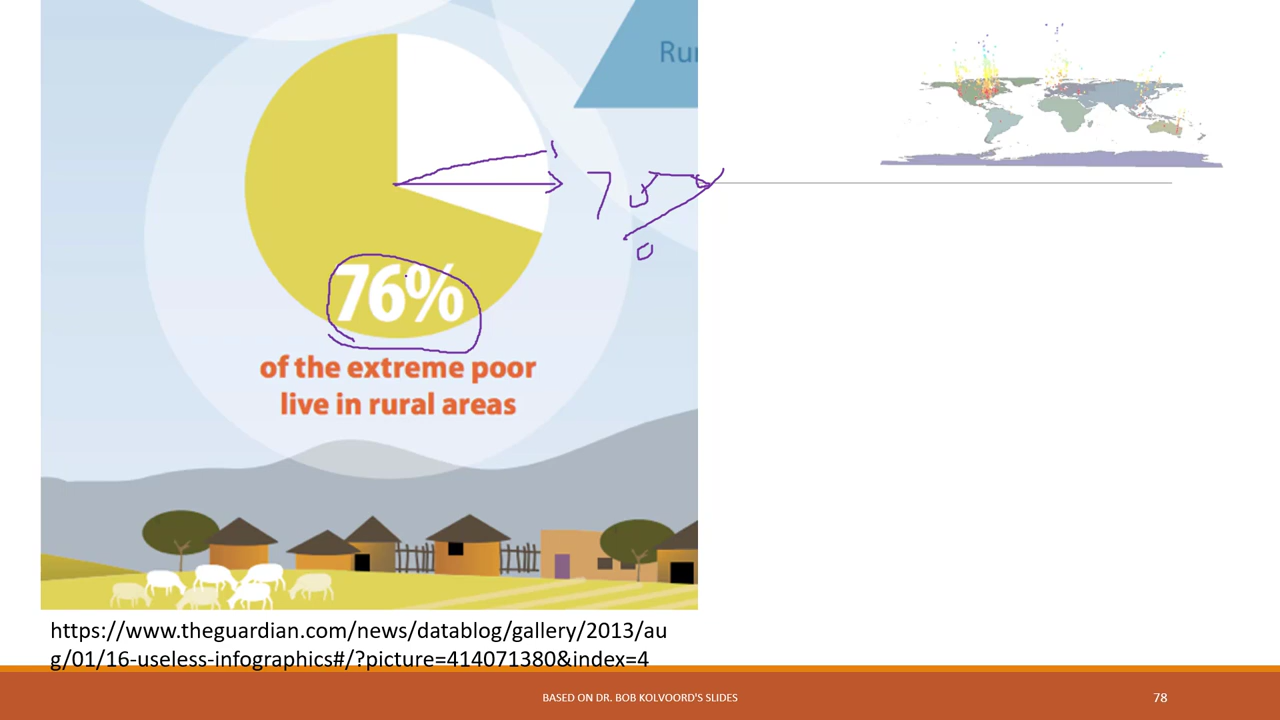 Rur
75%
76%
of the extreme poor
live in rural areas
https://www.theguardian.com/news/datablog/gallery/2013/au
g/01/16-useless-infographics#/?picture=414071380&index=4
BASED ON DR. BOB KOLVOORD'S SLIDES
78